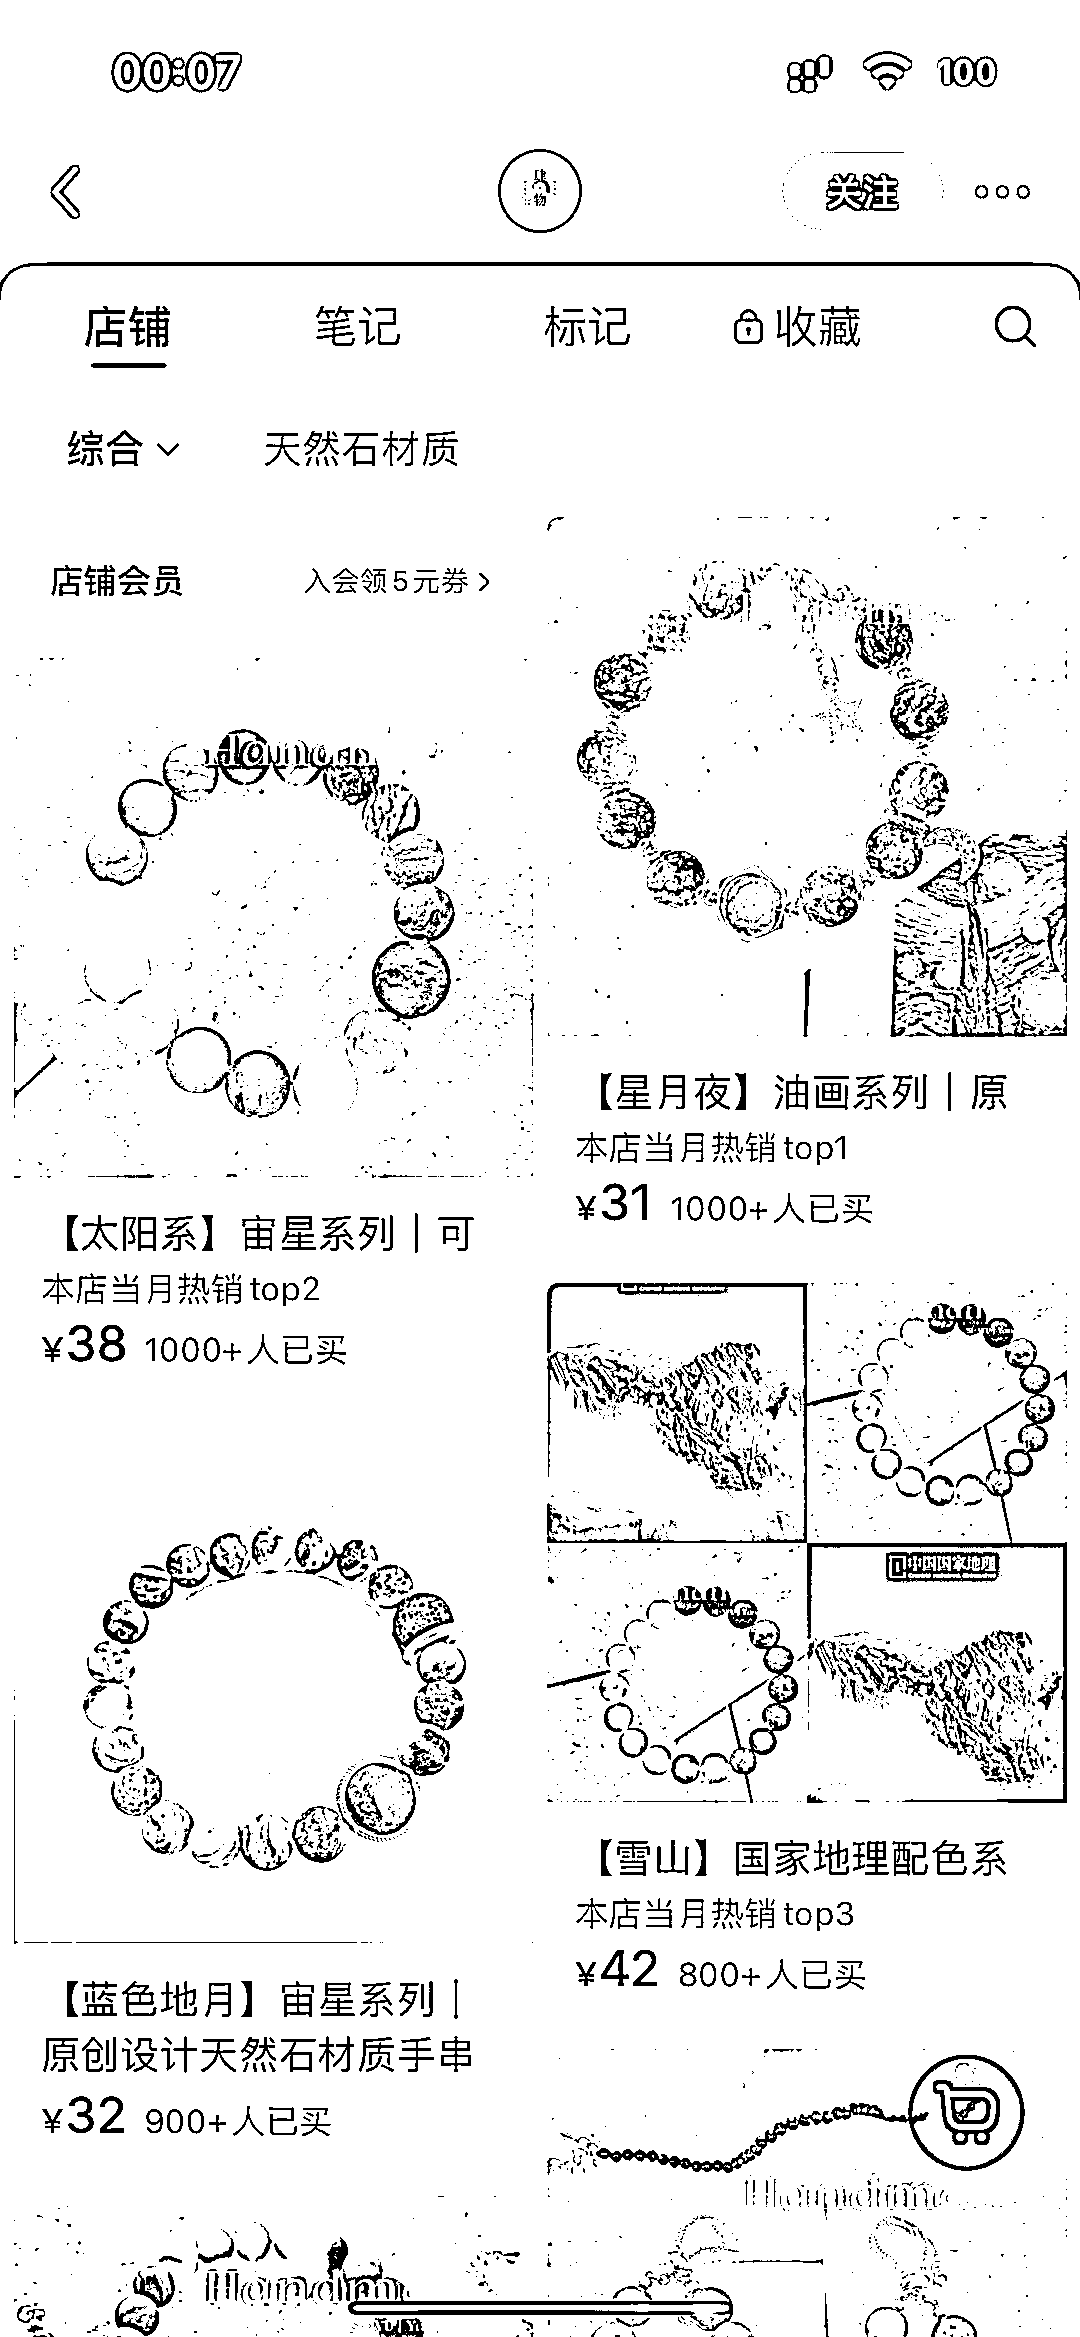 00:07
100
关注
店铺
笔记
标记
收藏
综合
天然石材质
店铺会员
入会领5元券
【星月夜】油画系列｜原
本店当月热销top1
¥31 1000+人已买
【太阳系】宙星系列｜可
本店当月热销top2
¥38 1000+人已买
中国国家地理
【雪山】国家地理配色系
本店当月热销top3
¥42 800+人已买
【蓝色地月】宙星系列｜
原创设计天然石材质手串
¥32 900+人已买